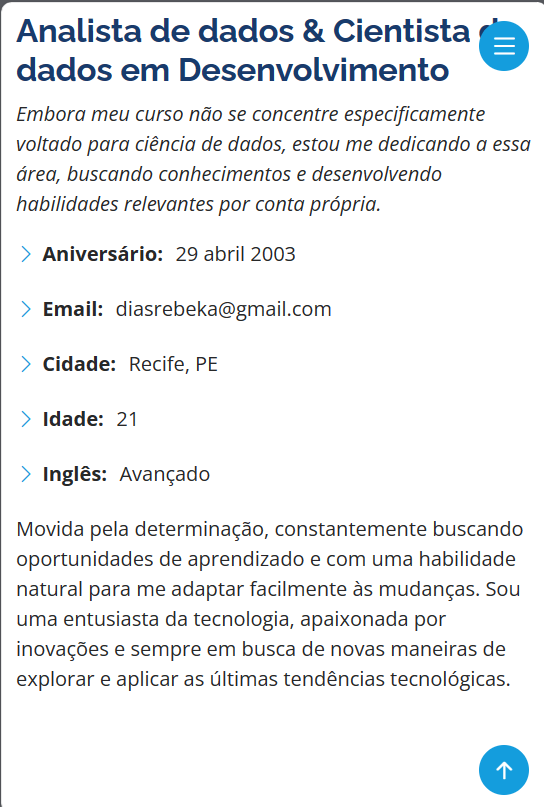 Analista de dados & Cientista
dados em Desenvolvimento
Embora meu curso não se concentre especificamente
voltado para ciência de dados, estou me dedicando a essa
área, buscando conhecimentos e desenvolvendo
habilidades relevantes por conta própria.
Aniversário: 29 abril 2003
Email: diasrebeka@gmail.com
Cidade: Recife, PE
Idade: 21
Inglês: Avançado
Movida pela determinação, constantemente buscando
oportunidades de aprendizado e com uma habilidade
natural para me adaptar facilmente às mudanças. Sou
uma entusiasta da tecnologia, apaixonada por
inovações e sempre em busca de novas maneiras de
explorar e aplicar as últimas tendências tecnológicas.